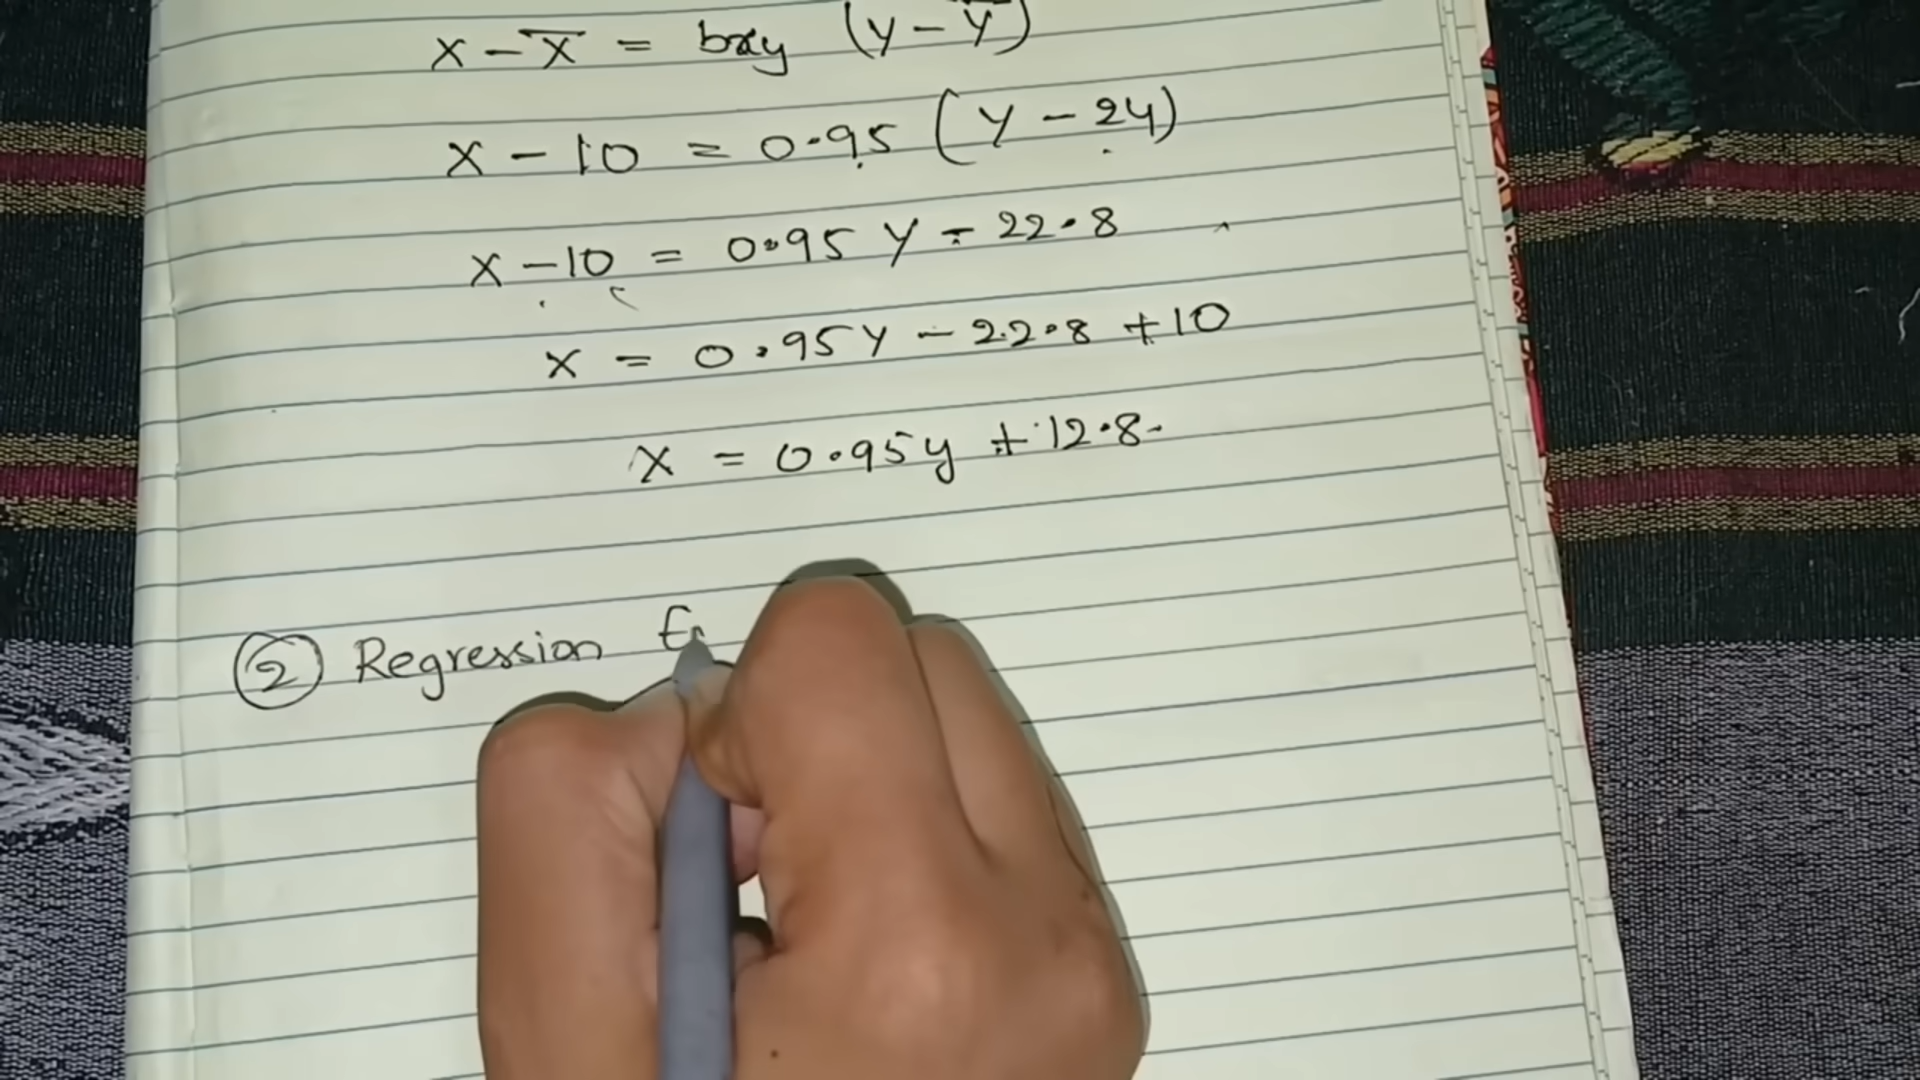 x - x̅ = bxy (y - y̅)
x - 10 = 0.95 (y - 24)
x - 10 = 0.95 y - 22.8
x = 0.95 y - 22.8 + 10
x = 0.95 y + 12.8
② Regression